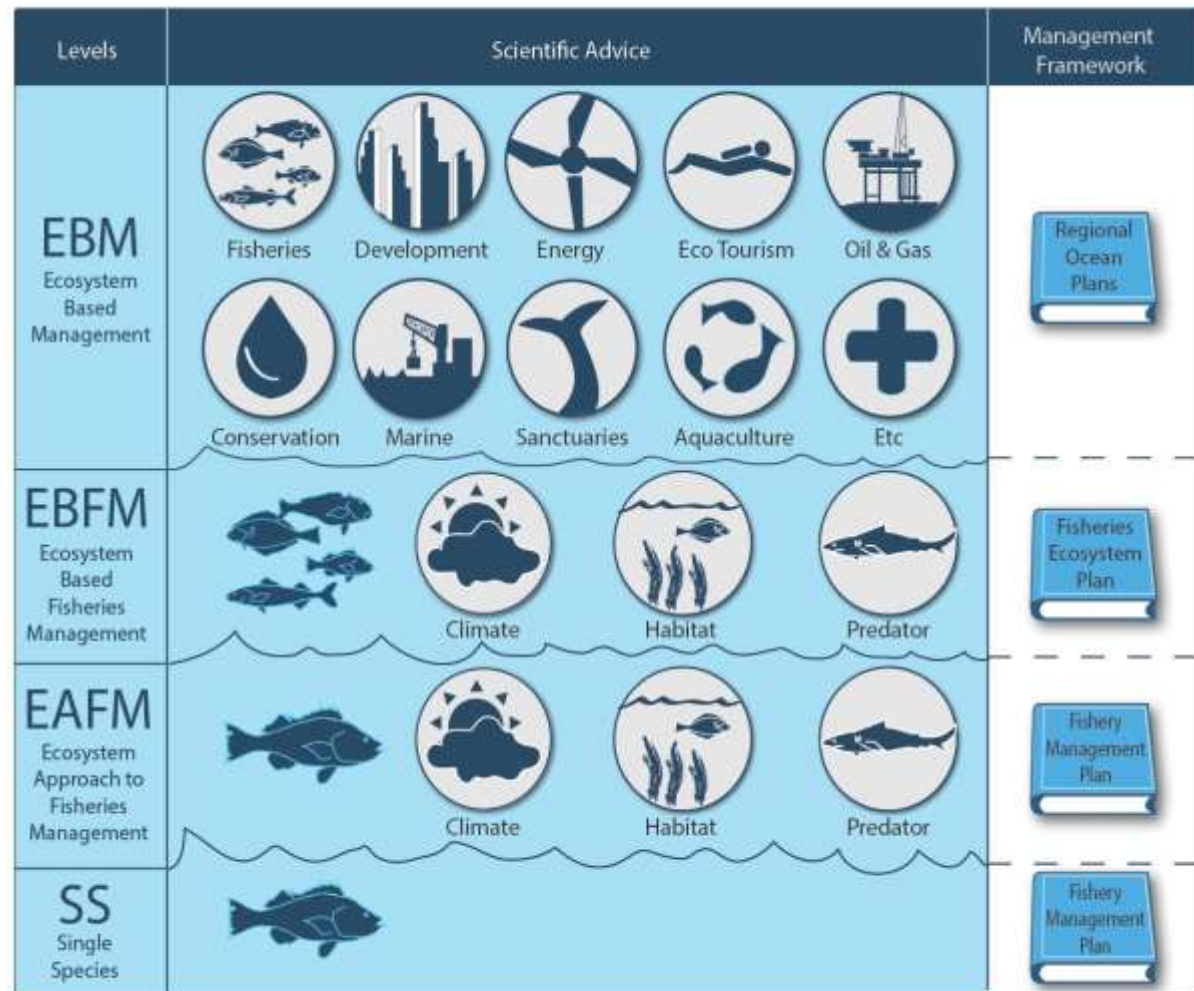 Levels
Scientific Advice
Management
Framework
EBM
Ecosystem
Based
Management
Fisheries
Development
Energy
Eco Tourism
Oil & Gas
Conservation
Marine
Sanctuaries
Aquaculture
Etc
Regional
Ocean
Plans
EBFM
Ecosystem
Based
Fisheries
Management
Climate
Habitat
Predator
Fisheries
Ecosystem
Plan
EAFM
Ecosystem
Approach to
Fisheries
Management
Climate
Habitat
Predator
Fishery
Management
Plan
SS
Single
Species
Fishery
Management
Plan